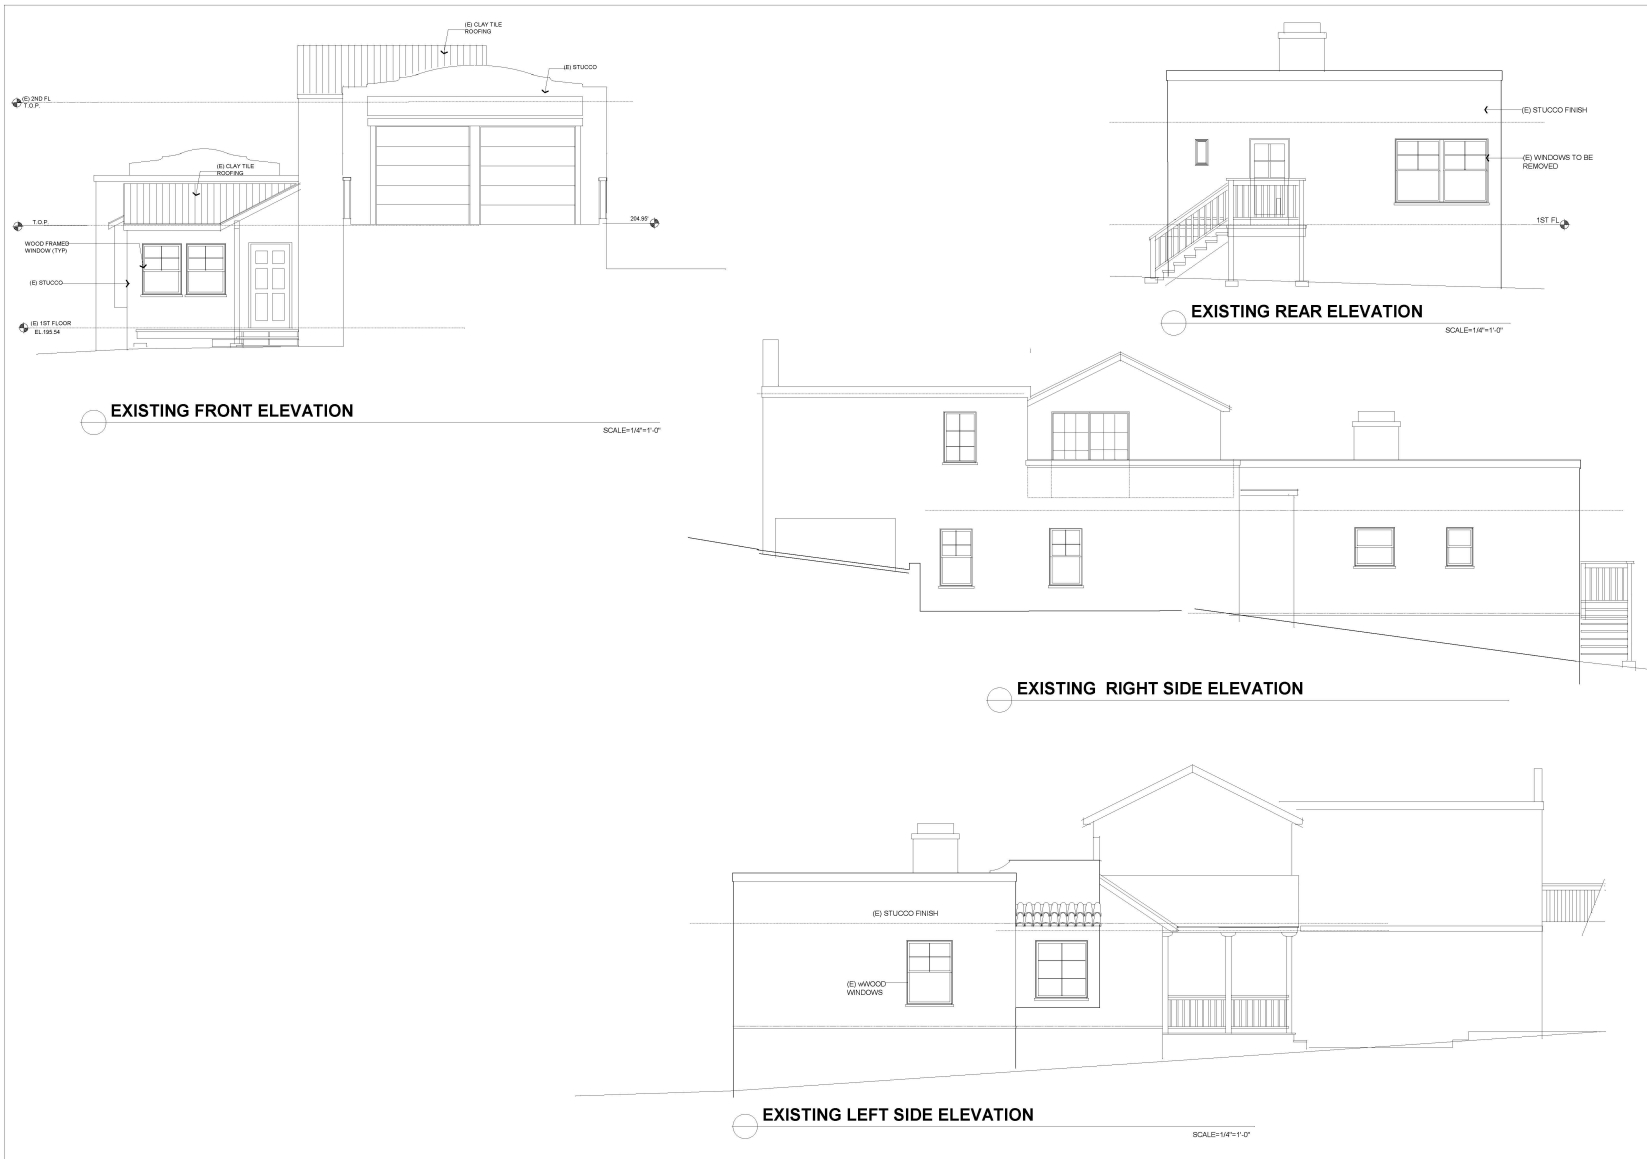 (E) CLAY TILE
ROOFING
(E) STUCCO
(E) 2ND FL
T.O.P.
(E) CLAY TILE
ROOFING
T.O.P.
204.95'
WOOD FRAMED
WINDOW (TYP)
(E) STUCCO
(E) 1ST FLOOR
EL.195.54
EXISTING FRONT ELEVATION
SCALE=1/4"=1'-0"
(E) STUCCO FINISH
(E) WINDOWS TO BE
REMOVED
1ST FL
EXISTING REAR ELEVATION
SCALE=1/4"=1'-0"
EXISTING RIGHT SIDE ELEVATION
(E) STUCCO FINISH
(E) wWOOD
WINDOWS
EXISTING LEFT SIDE ELEVATION
SCALE=1/4"=1'-0"